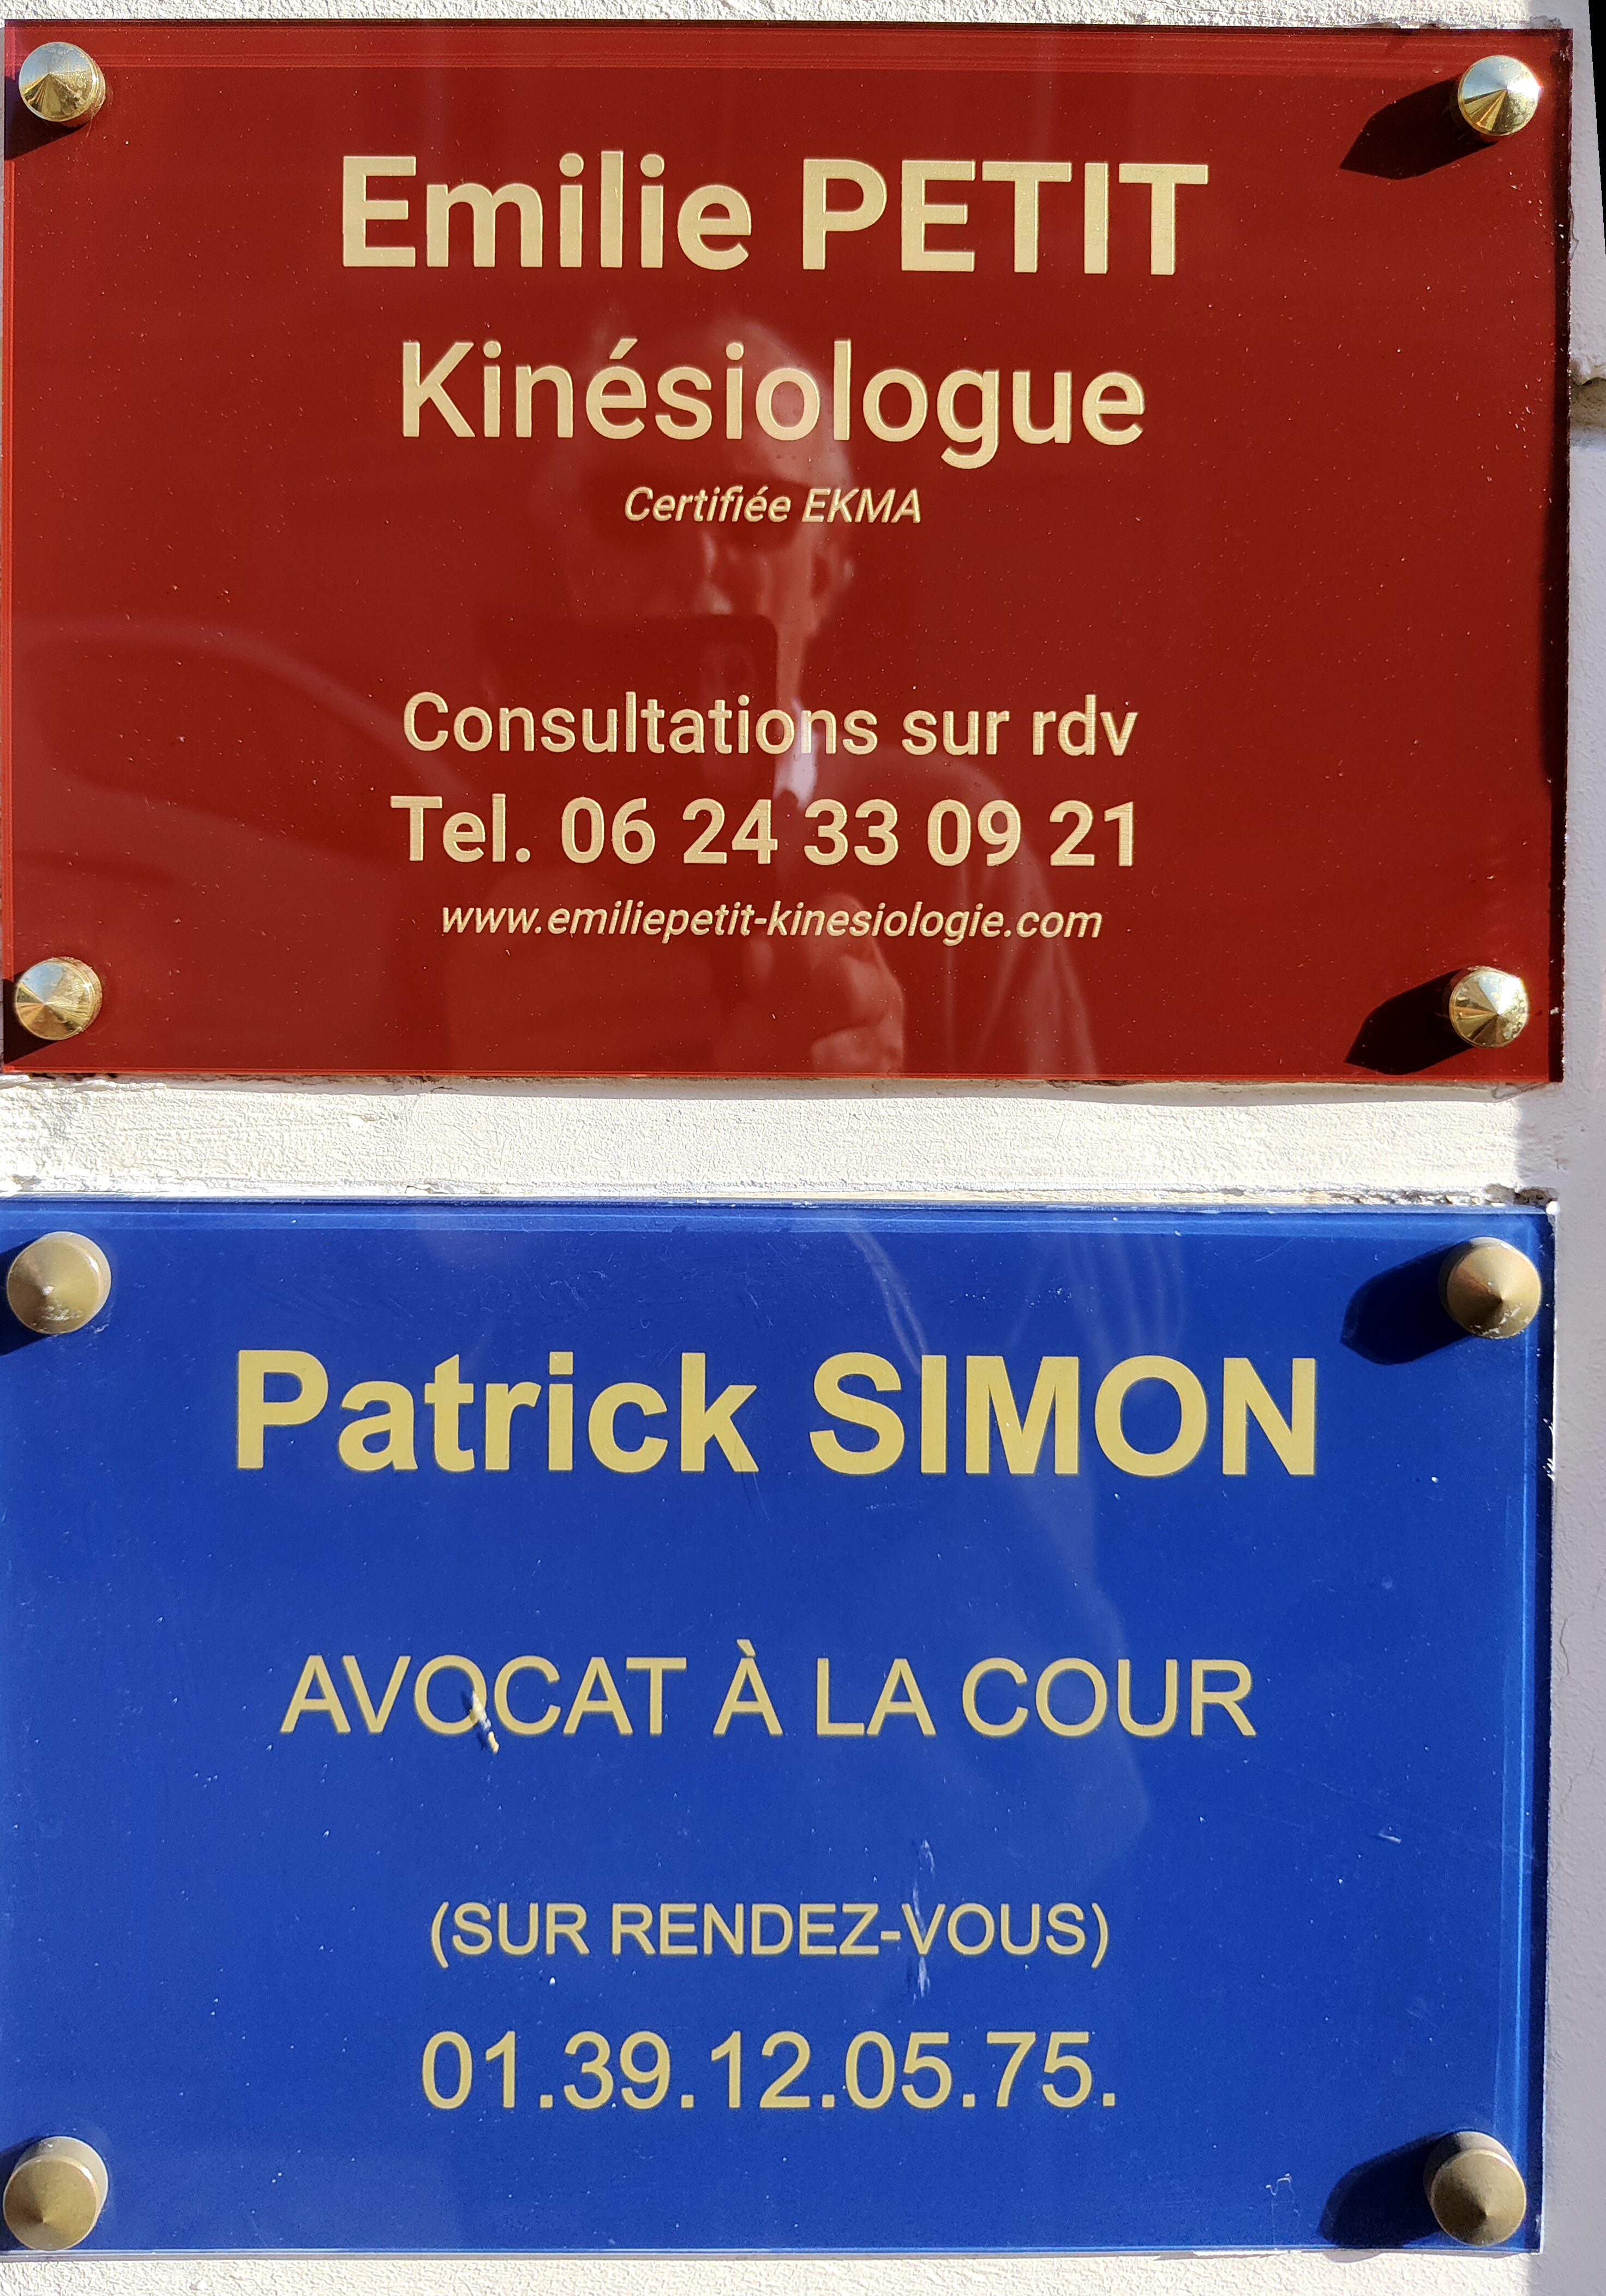 Emilie PETIT
Kinésiologue
Certifiée EKMA
Consultations sur rdv
Tel. 06 24 33 09 21
www.emiliepetit-kinesiologie.com
Patrick SIMON
AVOCAT À LA COUR
(SUR RENDEZ-VOUS)
01.39.12.05.75.